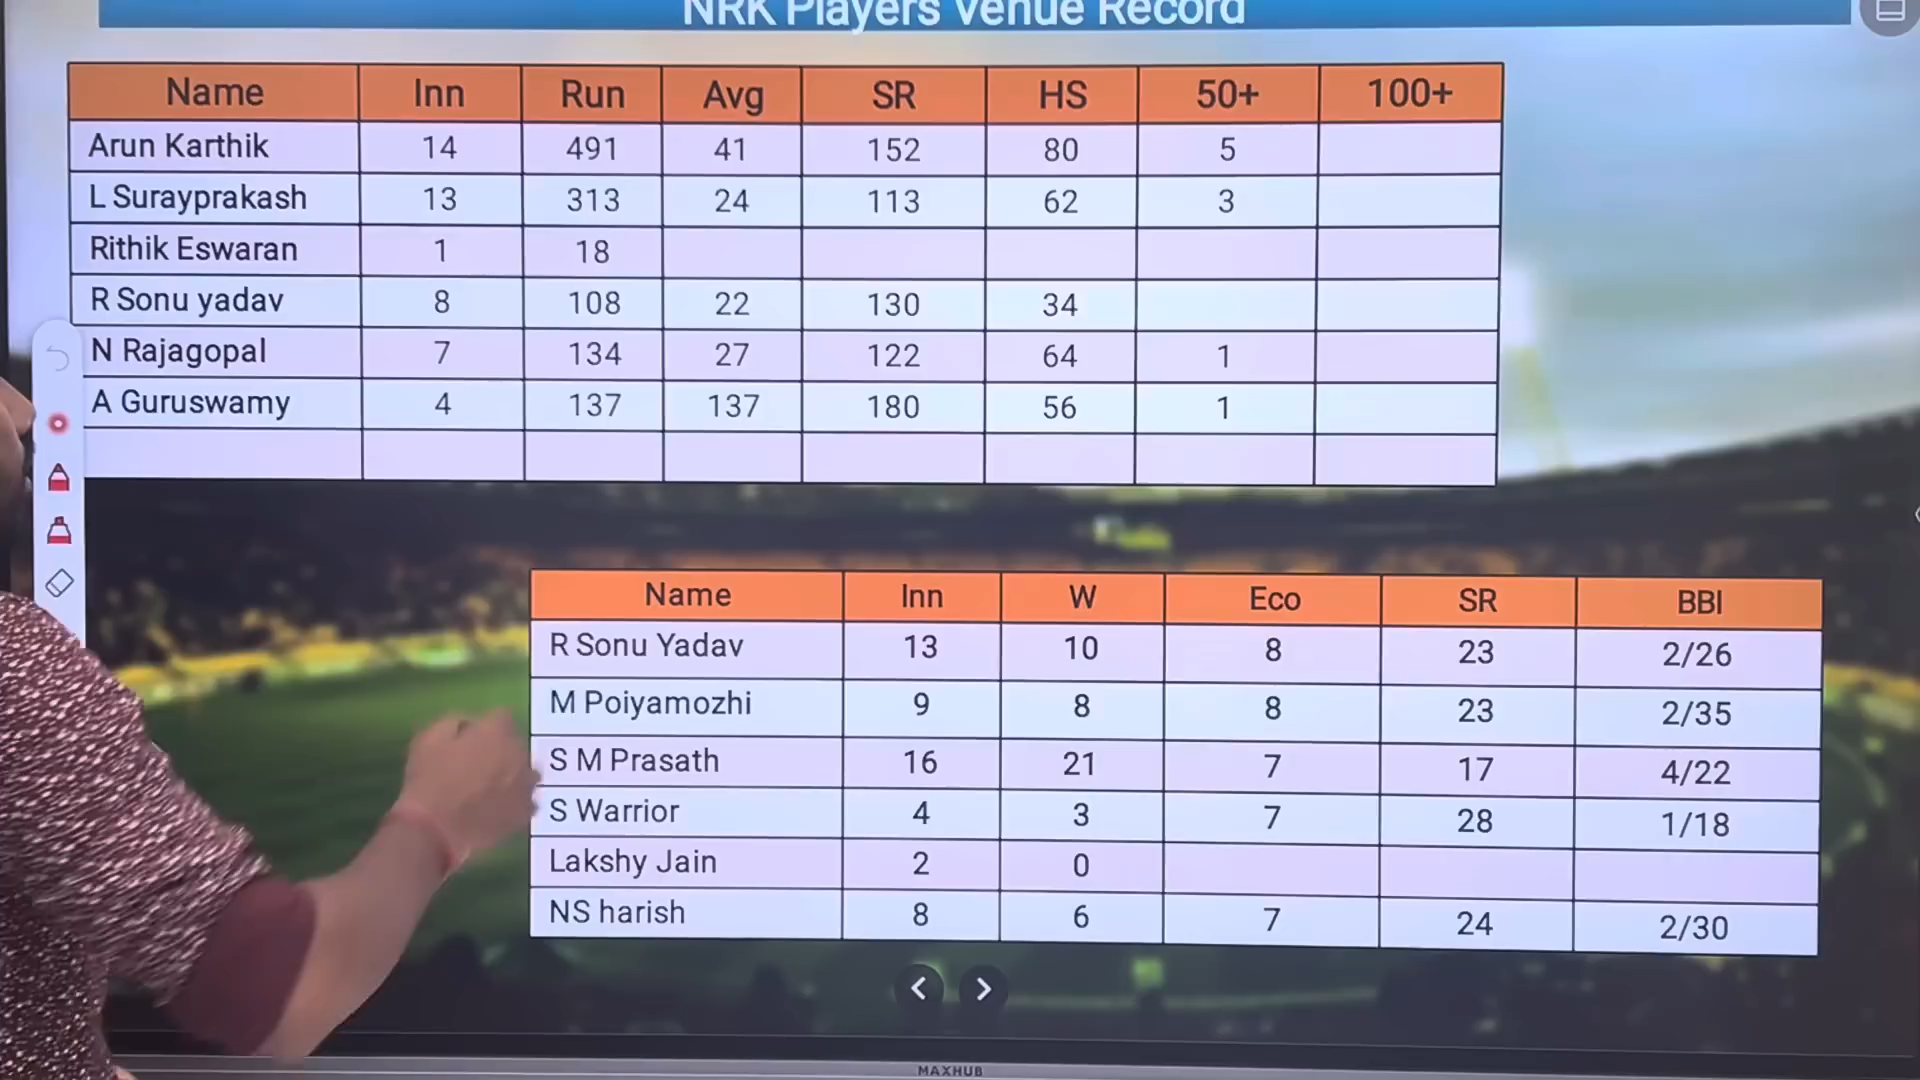 NRK Players Venue Record
Name Inn Run Avg SR HS 50+ 100+
Arun Karthik 14 491 41 152 80 5
L Surayprakash 13 313 24 113 62 3
Rithik Eswaran 1 18
R Sonu yadav 8 108 22 130 34
N Rajagopal 7 134 27 122 64 1
A Guruswamy 4 137 137 180 56 1
Name Inn W Eco SR BBI
R Sonu Yadav 13 10 8 23 2/26
M Poiyamozhi 9 8 8 23 2/35
S M Prasath 16 21 7 17 4/22
S Warrior 4 3 7 28 1/18
Lakshy Jain 2 0
NS harish 8 6 7 24 2/30
MAXHUB